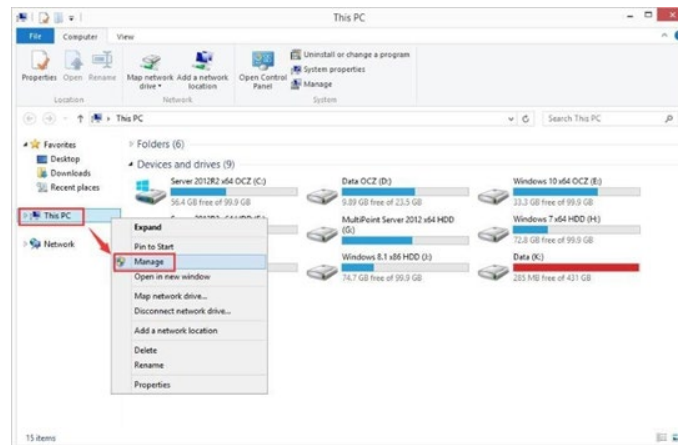 This PC
File Computer View
Properties Open Rename
Map network drive
Add a network location
Open Control Panel
Uninstall or change a program
System properties
Manage
Location Network System
This PC
Search This PC
Favorites
Desktop
Downloads
Recent places
This PC
Network
Folders (6)
Devices and drives (9)
Server 2012R2 x64 OCZ (C:)
56.4 GB free of 99.9 GB
Data OCZ (D:)
9.89 GB free of 23.5 GB
Windows 10 x64 OCZ (E:)
33.3 GB free of 99.9 GB
MultiPoint Server 2012 x64 HDD
(G:)
Windows 7 x64 HDD (H:)
72.8 GB free of 99.9 GB
Windows 8.1 x86 HDD (J:)
74.7 GB free of 99.9 GB
Data (K:)
285 MB free of 431 GB
Expand
Pin to Start
Manage
Open in new window
Map network drive...
Disconnect network drive...
Add a network location
Delete
Rename
Properties
15 items